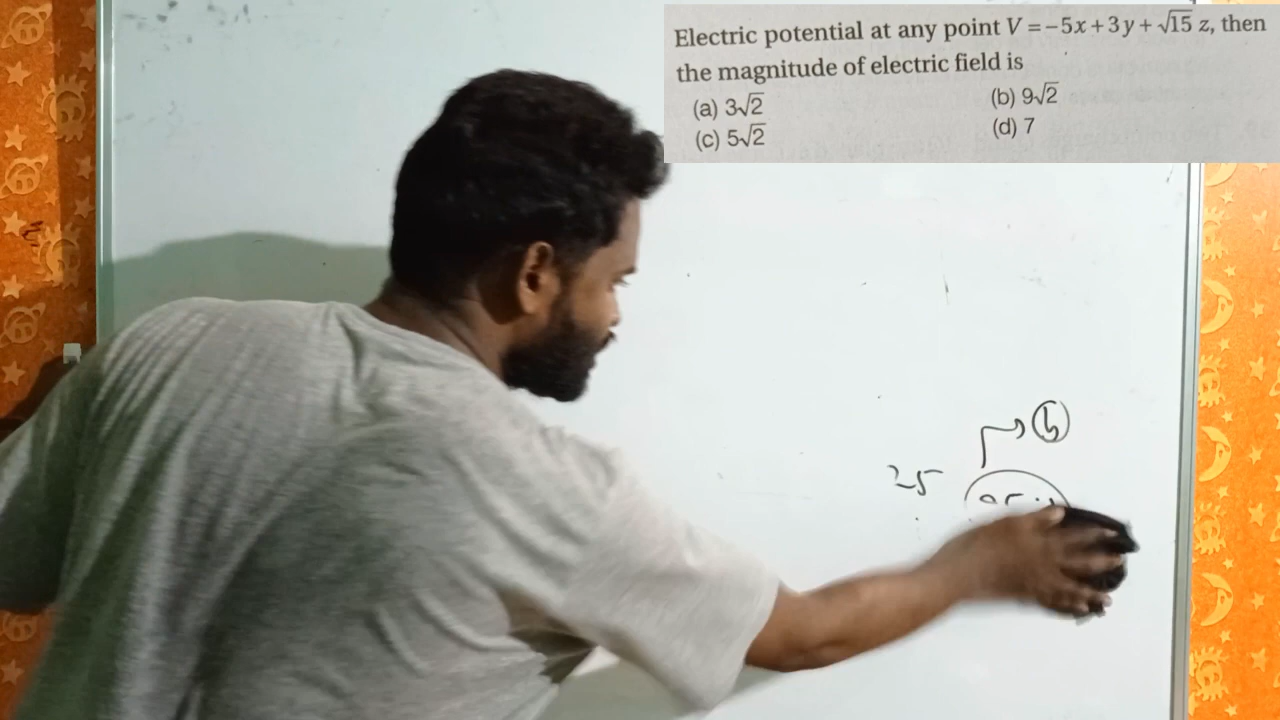 Electric potential at any point V = −5x + 3y + √15 z, then
the magnitude of electric field is
(a) 3√2 (b) 9√2
(c) 5√2 (d) 7
(b)
25